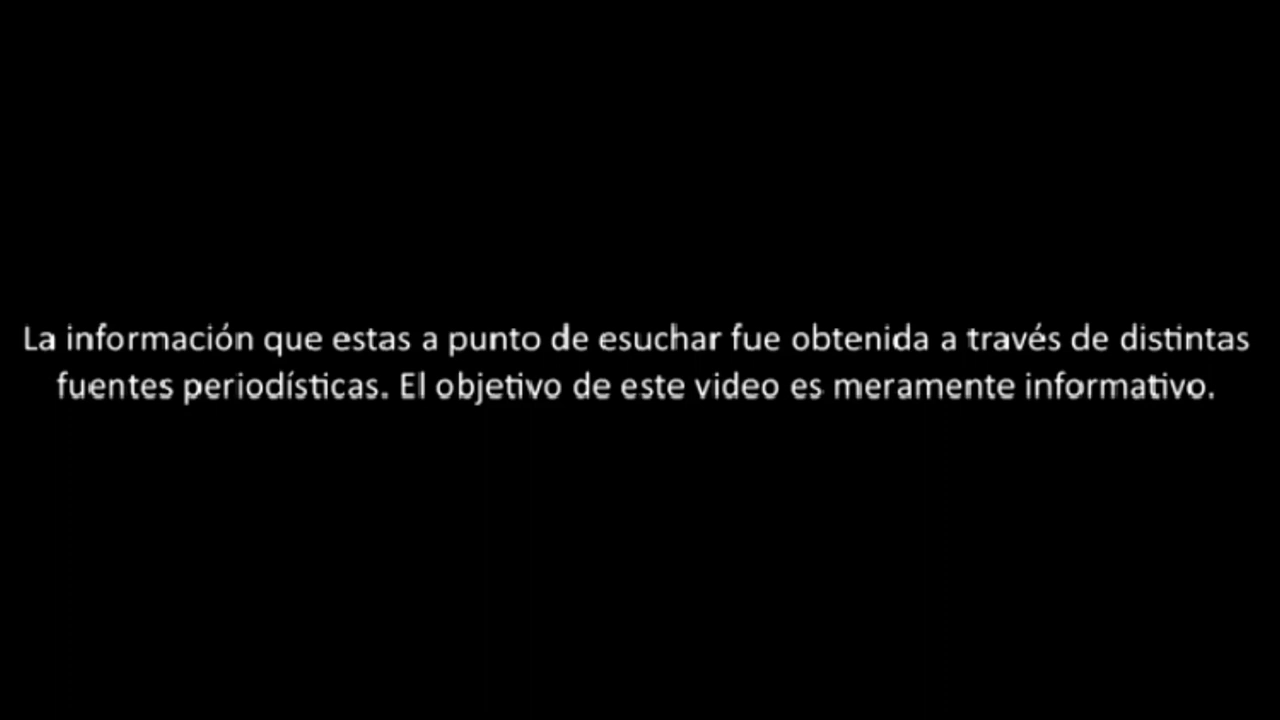 La información que estas a punto de esuchar fue obtenida a través de distintas
fuentes periodísticas. El objetivo de este video es meramente informativo.